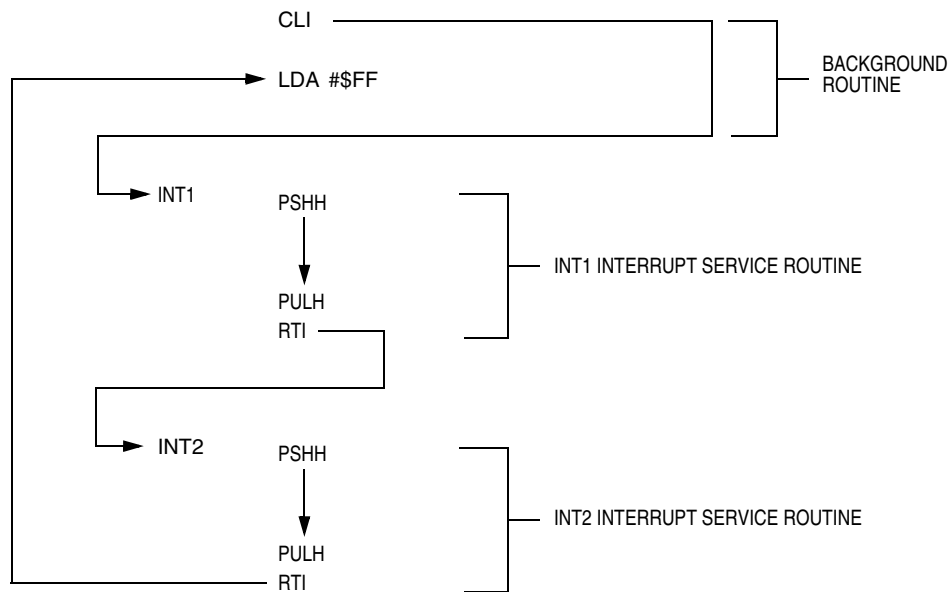 CLI
LDA #$FF
BACKGROUND
ROUTINE
INT1
PSHH
PULH
RTI
INT1 INTERRUPT SERVICE ROUTINE
INT2
PSHH
PULH
RTI
INT2 INTERRUPT SERVICE ROUTINE